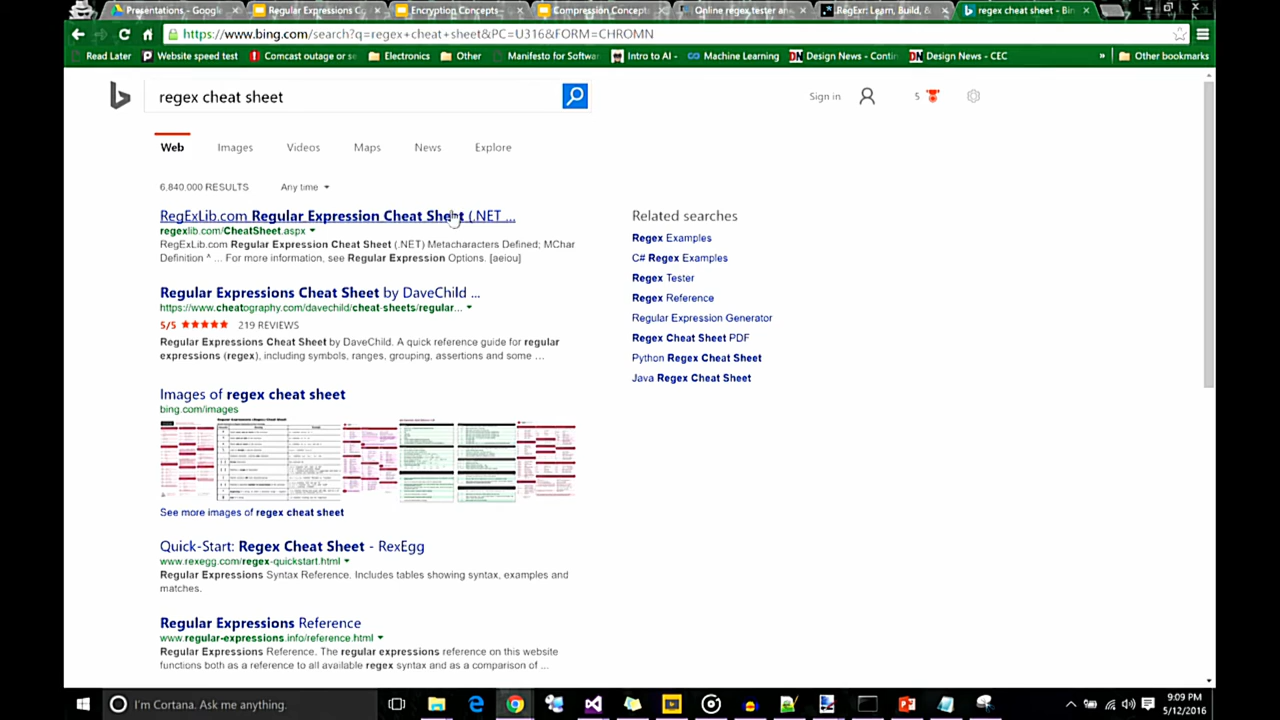 Presentations - Google
Regular Expressions Co
Encryption Concepts -
Compression Concepts
Online regex tester an
RegExr: Learn, Build, &
regex cheat sheet - Bin
https://www.bing.com/search?q=regex+cheat+sheet&PC=U316&FORM=CHROMN
Read Later
Website speed test
Comcast outage or se
Electronics
Other
Manifesto for Softwa
Intro to AI -
Machine Learning
Design News - Contin
Design News - CEC
» Other bookmarks
regex cheat sheet
Sign in
5
Web Images Videos Maps News Explore
6,840,000 RESULTS Any time
RegExLib.com Regular Expression Cheat Sheet (.NET ...
regexlib.com/CheatSheet.aspx
RegExLib.com Regular Expression Cheat Sheet (.NET) Metacharacters Defined; MChar
Definition ^ ... For more information, see Regular Expression Options. [aeiou]
Regular Expressions Cheat Sheet by DaveChild ...
https://www.cheatography.com/davechild/cheat-sheets/regular...
5/5 219 REVIEWS
Regular Expressions Cheat Sheet by DaveChild. A quick reference guide for regular
expressions (regex), including symbols, ranges, grouping, assertions and some ...
Images of regex cheat sheet
bing.com/images
See more images of regex cheat sheet
Quick-Start: Regex Cheat Sheet - RexEgg
www.rexegg.com/regex-quickstart.html
Regular Expressions Syntax Reference. Includes tables showing syntax, examples and
matches.
Regular Expressions Reference
www.regular-expressions.info/reference.html
Regular Expressions Reference. The regular expressions reference on this website
functions both as a reference to all available regex syntax and as a comparison of ...
Related searches
Regex Examples
C# Regex Examples
Regex Tester
Regex Reference
Regular Expression Generator
Regex Cheat Sheet PDF
Python Regex Cheat Sheet
Java Regex Cheat Sheet
I'm Cortana. Ask me anything.
9:09 PM
5/12/2016